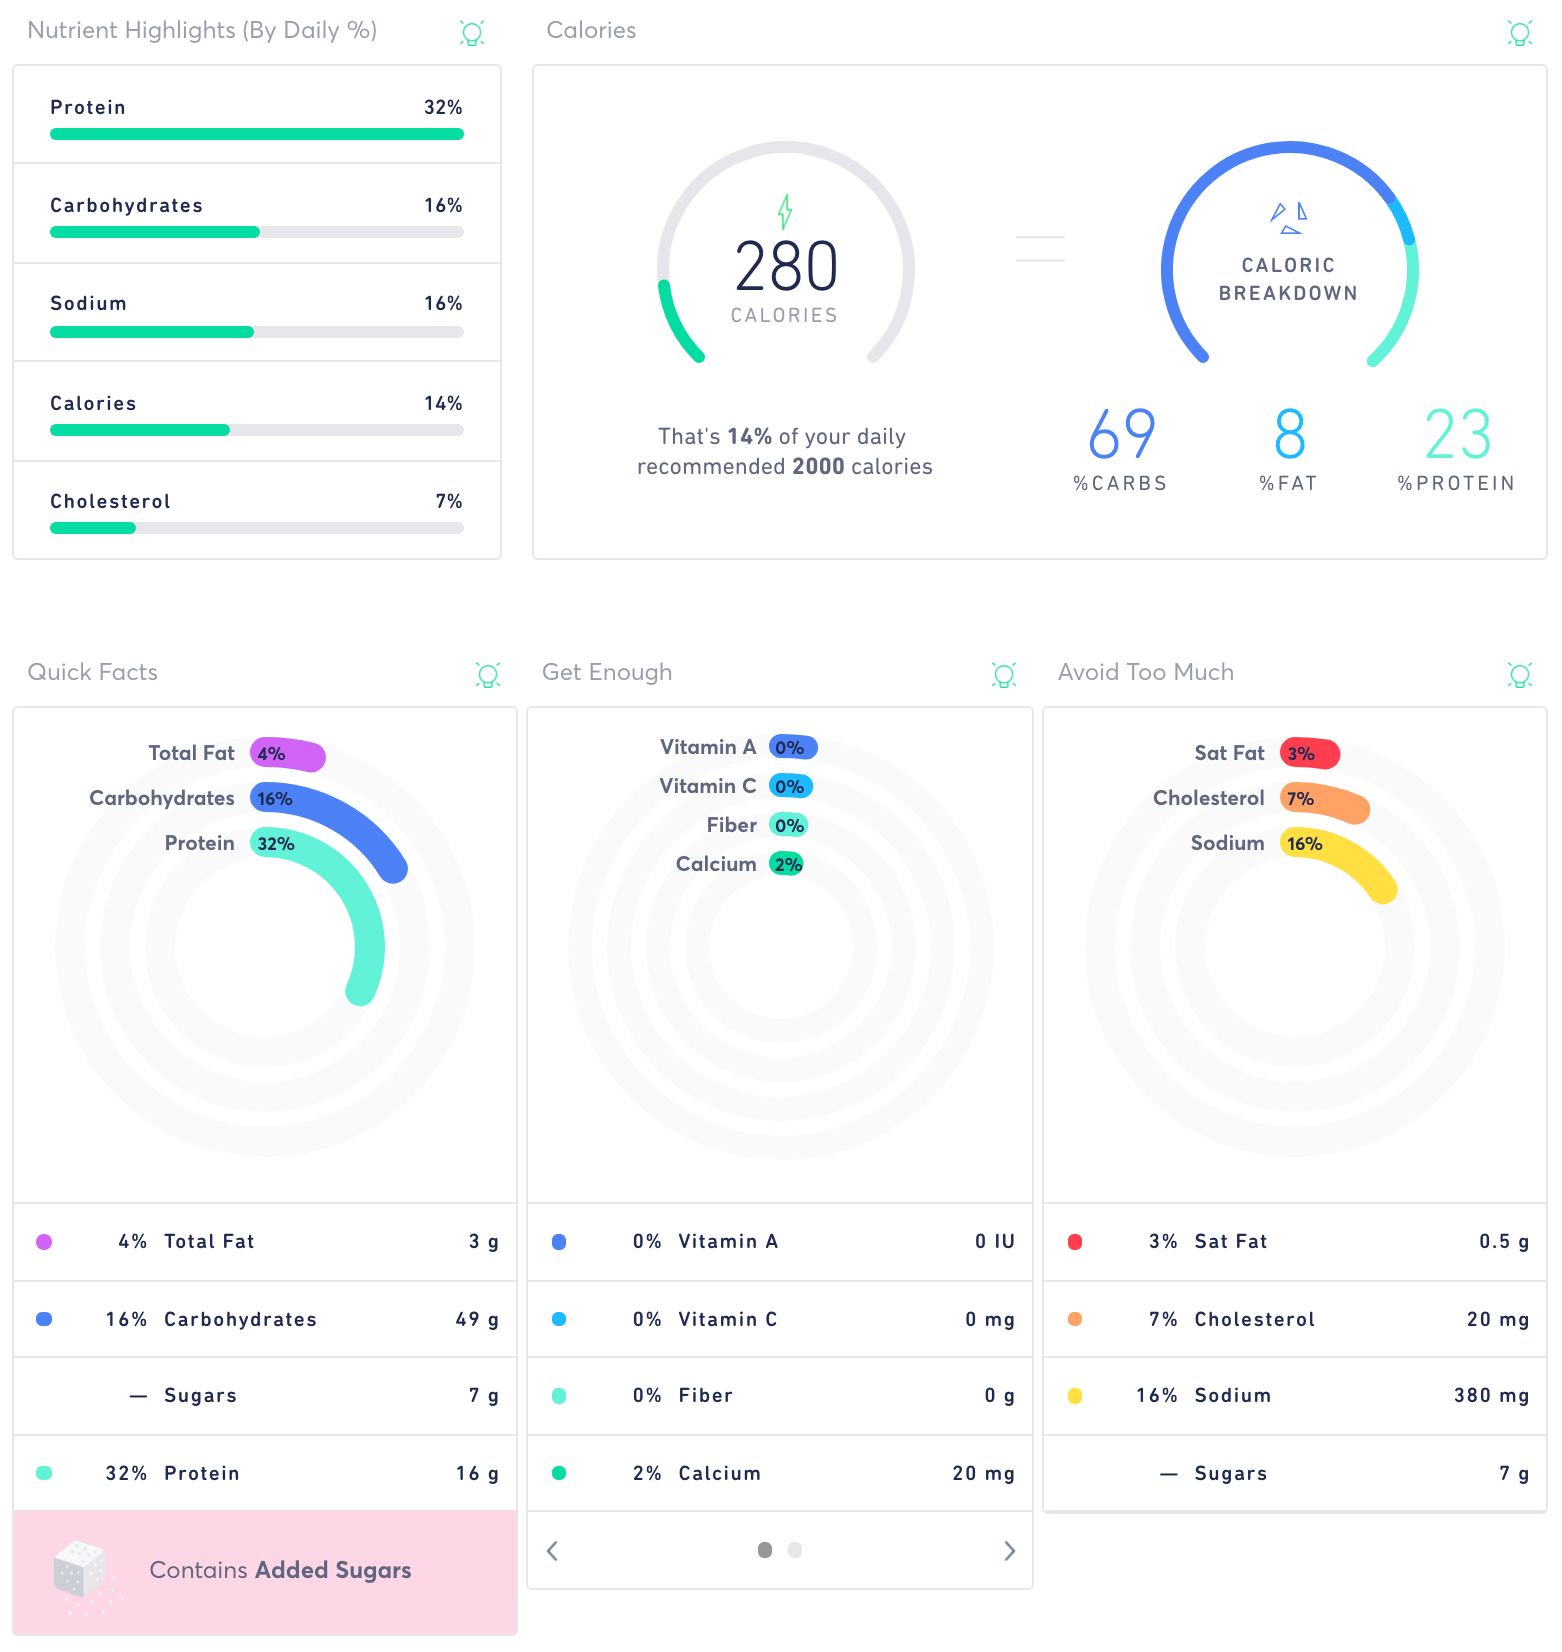 Nutrient Highlights (By Daily %)
Protein 32%
Carbohydrates 16%
Sodium 16%
Calories 14%
Cholesterol 7%
Calories
280
CALORIES
That's 14% of your daily
recommended 2000 calories
CALORIC
BREAKDOWN
69 8 23
%CARBS %FAT %PROTEIN
Quick Facts
Total Fat 4%
Carbohydrates 16%
Protein 32%
4% Total Fat 3 g
16% Carbohydrates 49 g
— Sugars 7 g
32% Protein 16 g
Contains Added Sugars
Get Enough
Vitamin A 0%
Vitamin C 0%
Fiber 0%
Calcium 2%
0% Vitamin A 0 IU
0% Vitamin C 0 mg
0% Fiber 0 g
2% Calcium 20 mg
Avoid Too Much
Sat Fat 3%
Cholesterol 7%
Sodium 16%
3% Sat Fat 0.5 g
7% Cholesterol 20 mg
16% Sodium 380 mg
— Sugars 7 g